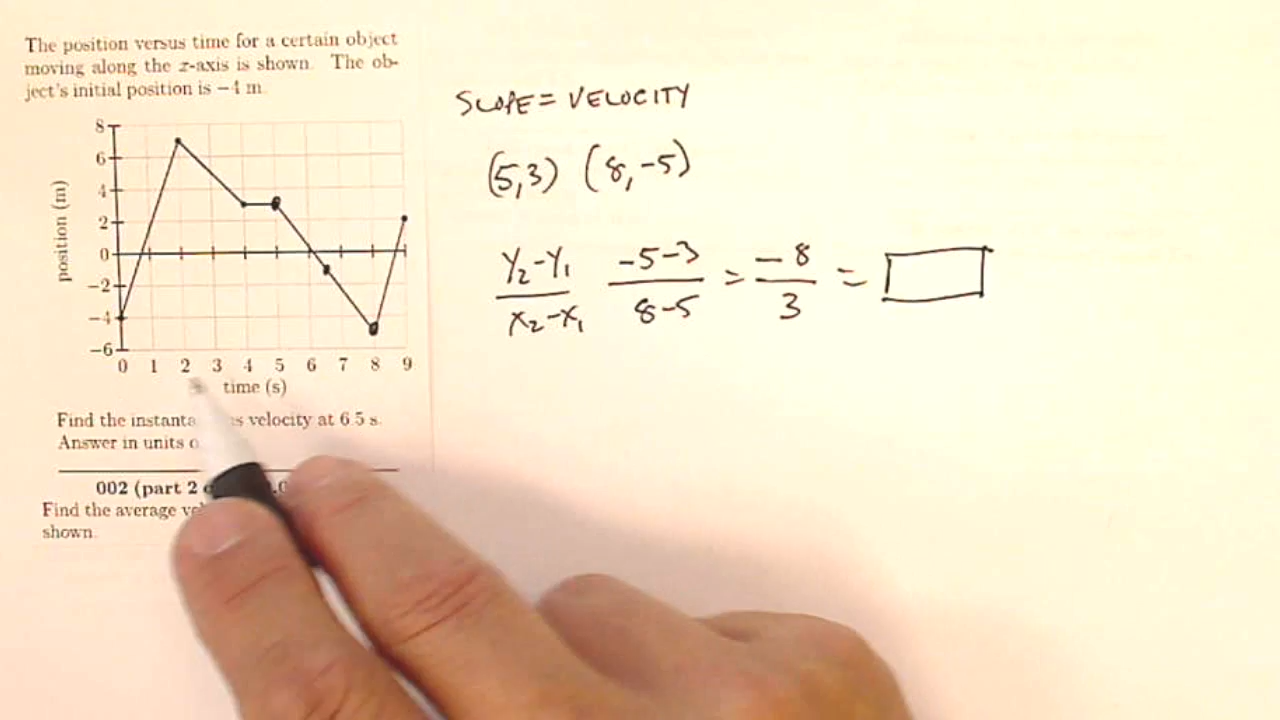 The position versus time for a certain object
moving along the x-axis is shown. The ob-
ject's initial position is −4 m.
8
6
4
2
0
−2
−4
−6
position (m)
0 1 2 3 4 5 6 7 8 9
time (s)
Find the velocity at 6.5 s.
Answer in units
002 (part 2
Find the average
shown.
SLOPE = VELOCITY
(5,3) (8,-5)
Y2-Y1 -5-3 = -8 =
X2-X1 8-5 3